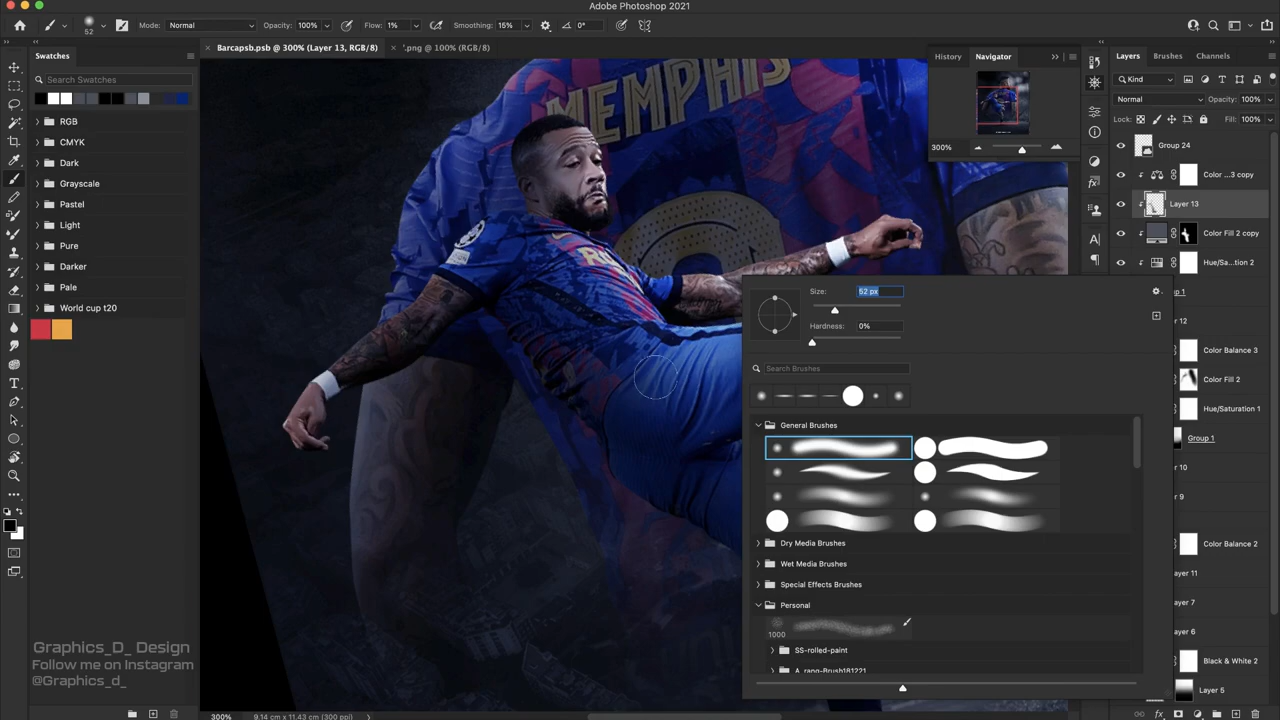 Adobe Photoshop 2021
52
Mode: Normal
Opacity: 100%
Flow: 1%
Smoothing: 15%
0°
Barcapsb.psb @ 300% (Layer 13, RGB/8)
'.png @ 100% (RGB/8)
Swatches
Search Swatches
RGB
CMYK
Dark
Grayscale
Pastel
Light
Pure
Darker
Pale
World cup t20
Graphics_D_ Design
Follow me on Instagram
@Graphics_d_
MEMPHIS
History
Navigator
300%
Size:
52 px
Hardness:
0%
Search Brushes
General Brushes
Dry Media Brushes
Wet Media Brushes
Special Effects Brushes
Personal
1000
SS-rolled-paint
A_rang-Brush181221
Layers
Brushes
Channels
Kind
Normal
Opacity: 100%
Lock:
Fill: 100%
Group 24
Color ...3 copy
Layer 13
Color Fill 2 copy
Hue/Sa...ion 2
Color Balance 3
Color Fill 2
Hue/Saturation 1
Group 1
Color Balance 2
Black & White 2
Layer 5
300%
9.14 cm x 11.43 cm (300 ppi)